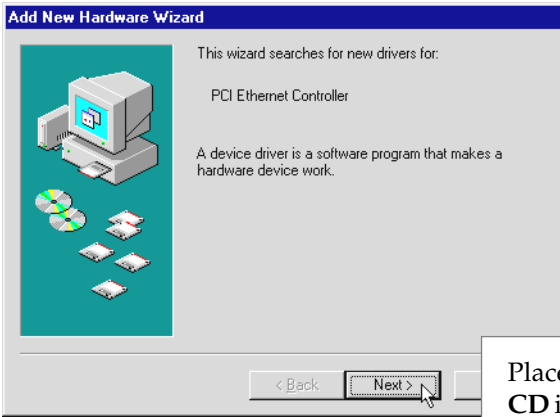 Add New Hardware Wizard
This wizard searches for new drivers for:
PCI Ethernet Controller
A device driver is a software program that makes a
hardware device work.
< Back
Next >
CD